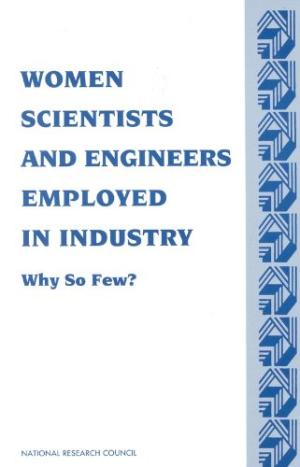 WOMEN
SCIENTISTS
AND ENGINEERS
EMPLOYED
IN INDUSTRY
Why So Few?
NATIONAL RESEARCH COUNCIL